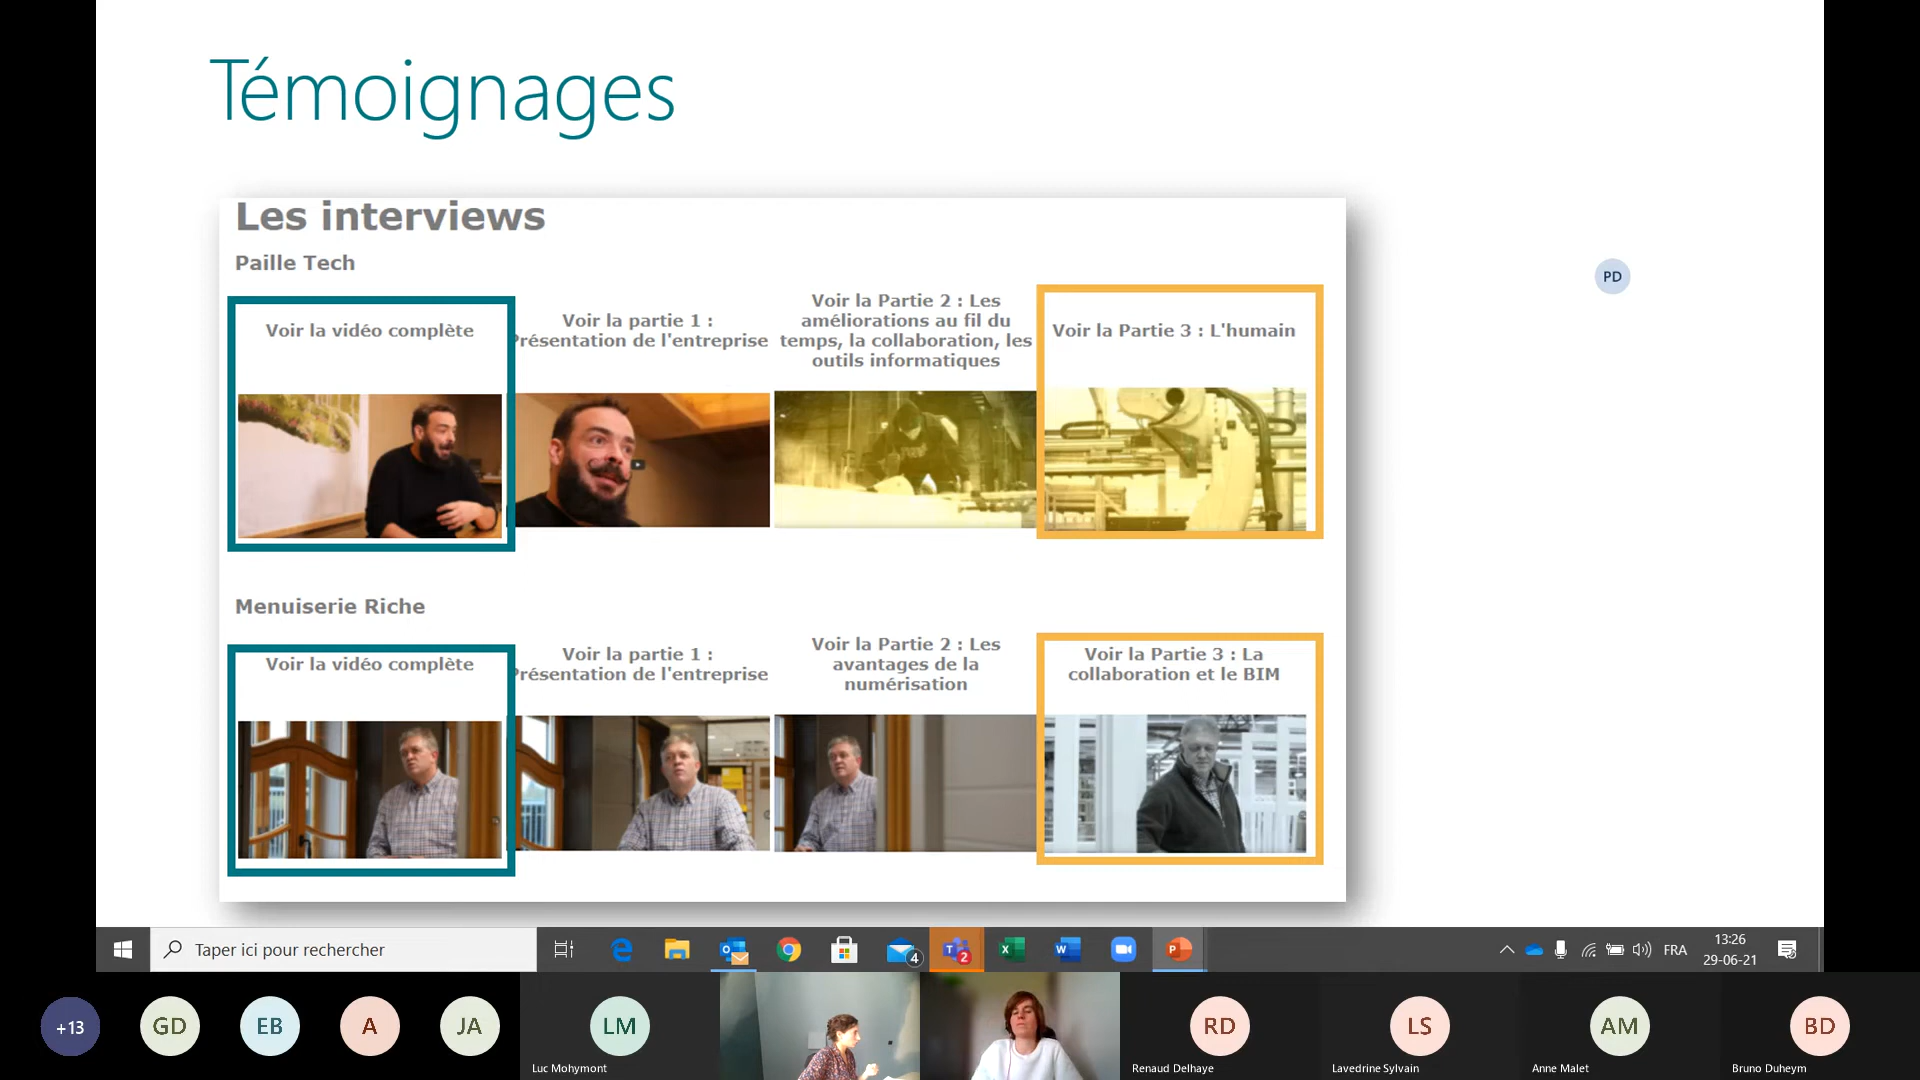 Témoignages
Les interviews
Paille Tech
Voir la vidéo complète
Voir la partie 1 :
Présentation de l'entreprise
Voir la Partie 2 : Les
améliorations au fil du
temps, la collaboration, les
outils informatiques
Voir la Partie 3 : L'humain
PD
Menuiserie Riche
Voir la vidéo complète
Voir la partie 1 :
Présentation de l'entreprise
Voir la Partie 2 : Les
avantages de la
numérisation
Voir la Partie 3 : La
collaboration et le BIM
Taper ici pour rechercher
4
2
FRA
13:26
29-06-21
+13
GD
EB
A
JA
LM
Luc Mohymont
RD
Renaud Delhaye
LS
Lavedrine Sylvain
AM
Anne Malet
BD
Bruno Duheym